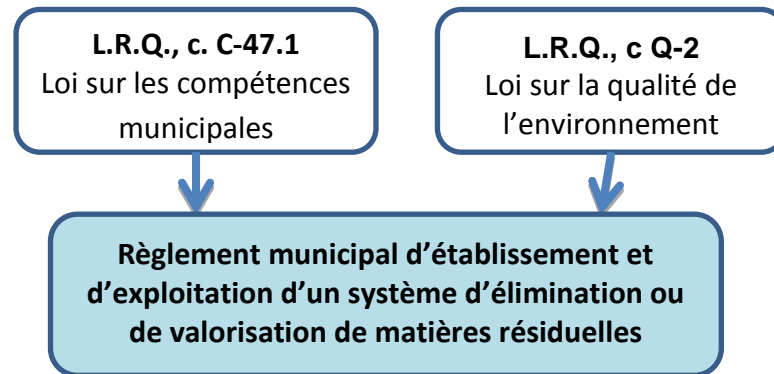 L.R.Q., c. C-47.1
Loi sur les compétences
municipales
L.R.Q., c Q-2
Loi sur la qualité de
l’environnement
Règlement municipal d’établissement et
d’exploitation d’un système d’élimination ou
de valorisation de matières résiduelles